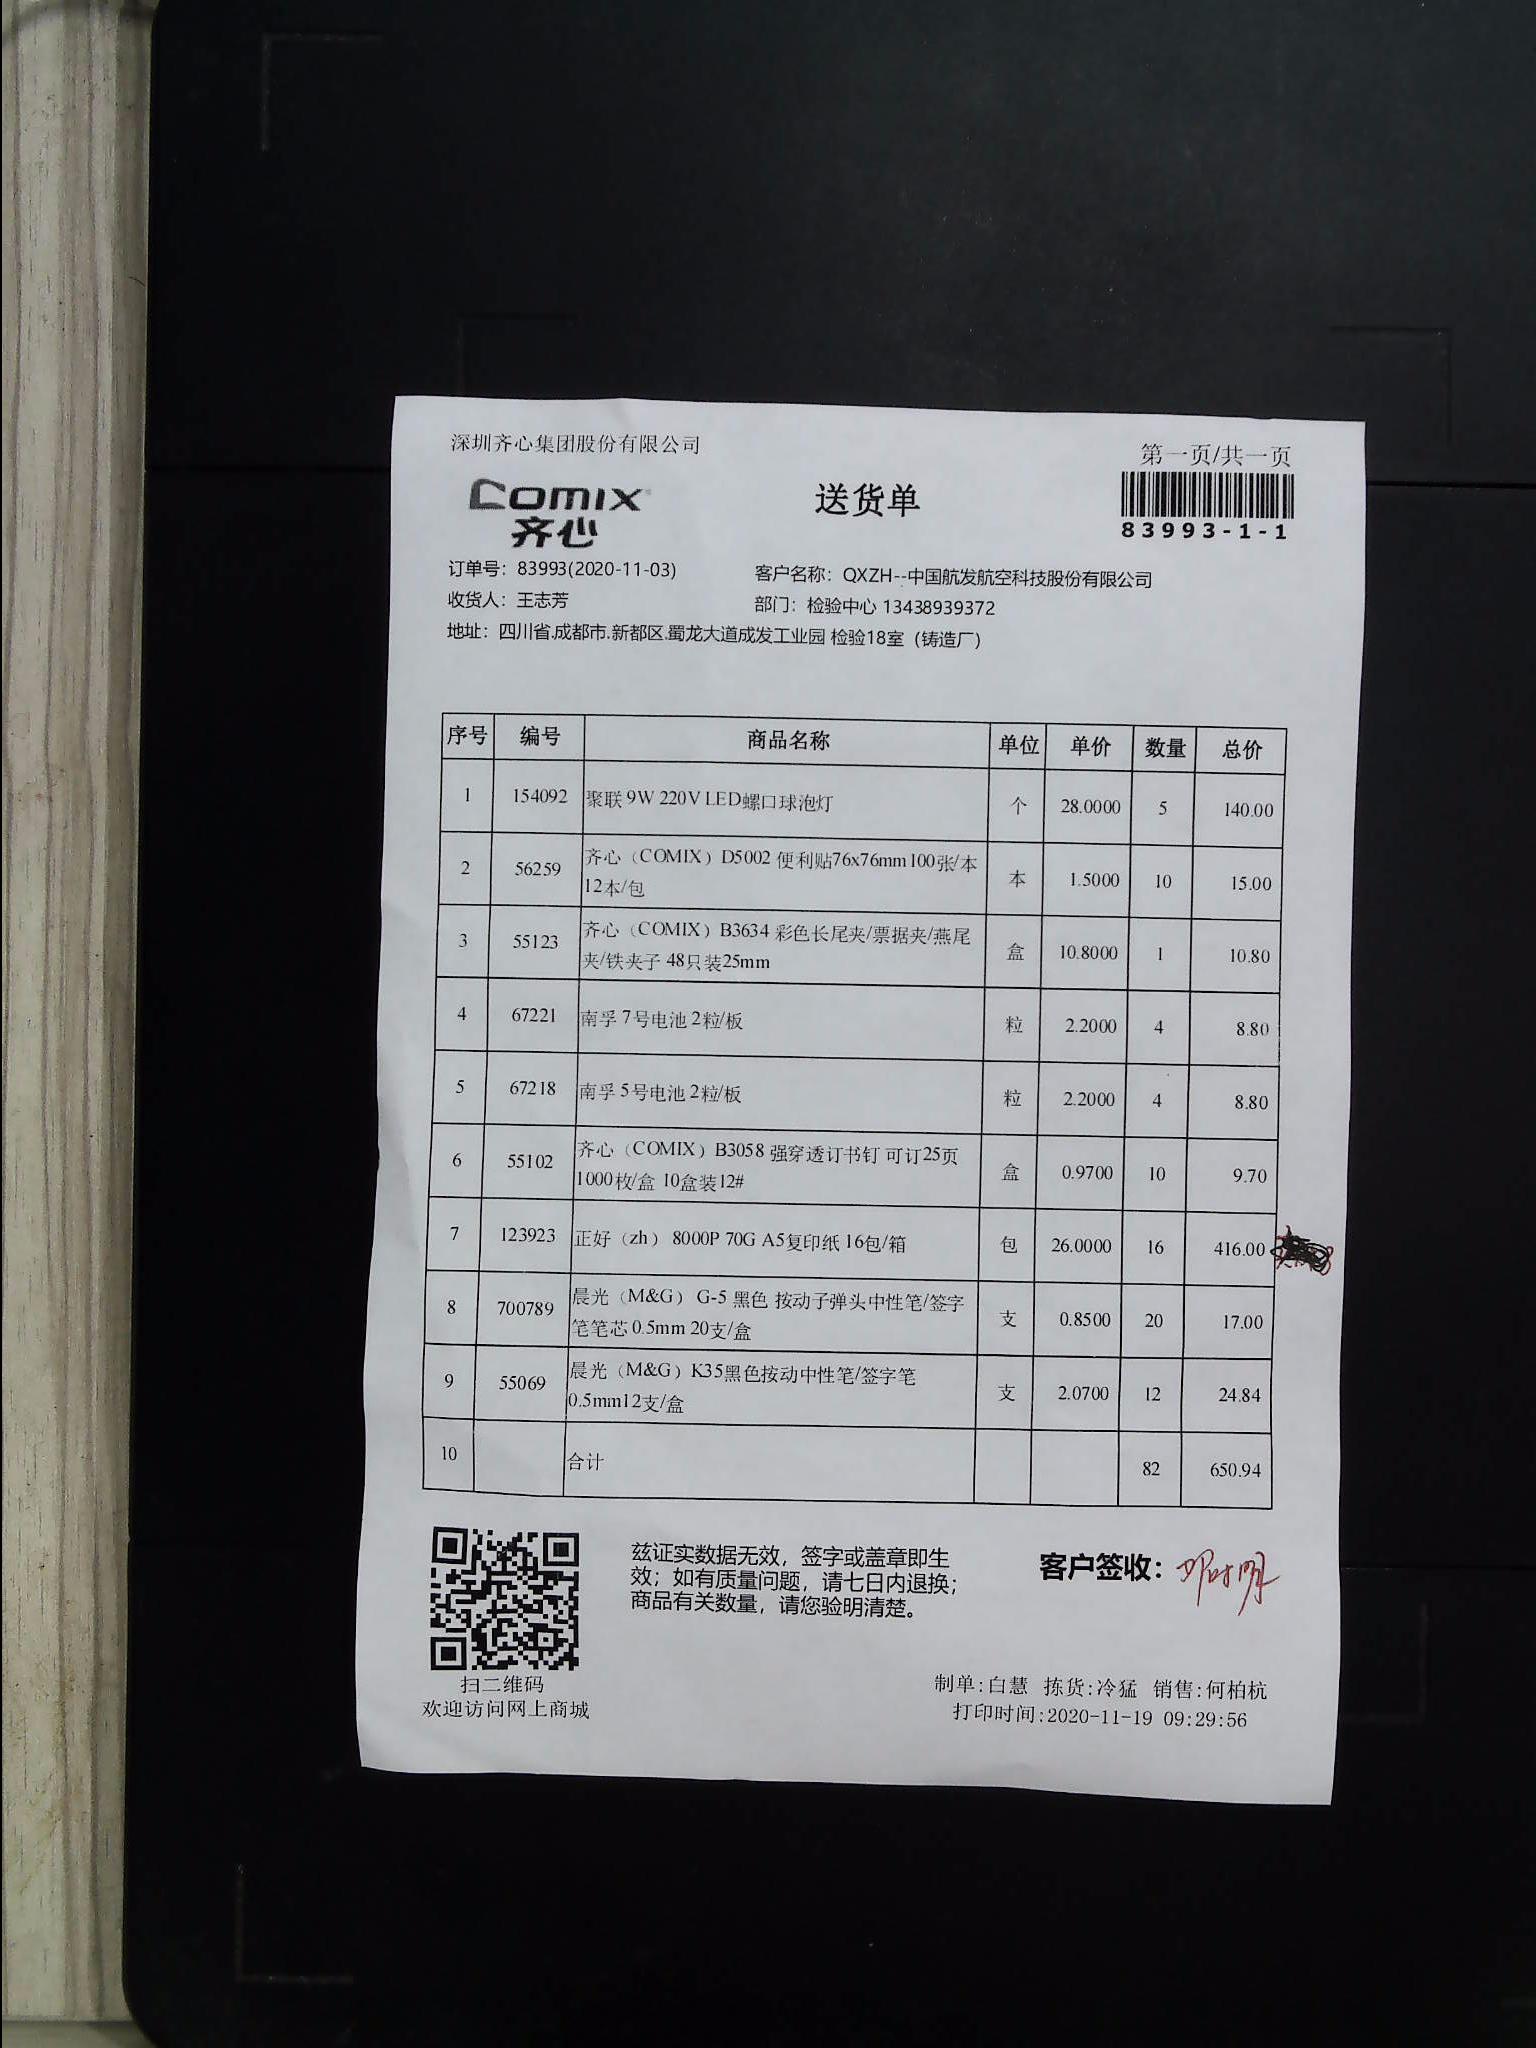 深圳齐心集团股份有限公司
第一页/共一页
COMIX
齐心
送货单
83993-1-1
订单号：83993(2020-11-03)
客户名称：QXZH--中国航发航空科技股份有限公司
收货人：王志芳
部门：检验中心 13438939372
地址：四川省.成都市.新都区.蜀龙大道成发工业园 检验18室（铸造厂）
序号 编号 商品名称 单位 单价 数量 总价
1 154092 聚联 9W 220V LED螺口球泡灯 个 28.0000 5 140.00
2 56259 齐心（COMIX）D5002 便利贴76x76mm100张/本 本 1.5000 10 15.00
12本/包
3 55123 齐心（COMIX）B3634 彩色长尾夹/票据夹/燕尾 盒 10.8000 1 10.80
夹/铁夹子 48只装25mm
4 67221 南孚 7号电池 2粒/板 粒 2.2000 4 8.80
5 67218 南孚 5号电池 2粒/板 粒 2.2000 4 8.80
6 55102 齐心（COMIX）B3058 强穿透订书钉 可订25页 盒 0.9700 10 9.70
1000枚/盒 10盒装12#
7 123923 正好（zh） 8000P 70G A5复印纸 16包/箱 包 26.0000 16 416.00
8 700789 晨光（M&G） G-5 黑色 按动子弹头中性笔/签字 支 0.8500 20 17.00
笔笔芯 0.5mm 20支/盒
9 55069 晨光（M&G）K35黑色按动中性笔/签字笔 支 2.0700 12 24.84
0.5mm12支/盒
10 合计 82 650.94
兹证实数据无效，签字或盖章即生
效；如有质量问题，请七日内退换；
商品有关数量，请您验明清楚。
客户签收：
扫二维码
欢迎访问网上商城
制单:白慧 拣货:冷猛 销售:何柏杭
打印时间:2020-11-19 09:29:56